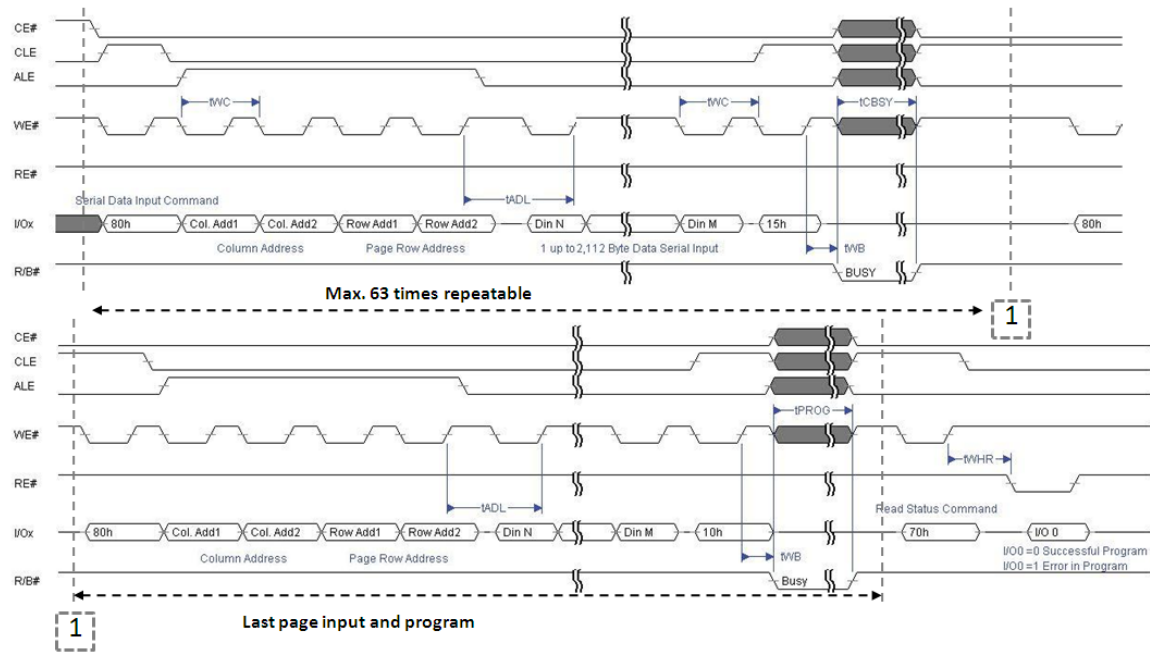 CE#
CLE
ALE
tWC tWC tCBSY
WE#
RE#
tADL
Serial Data Input Command
I/Ox 80h Col. Add1 Col. Add2 Row Add1 Row Add2 Din N Din M 15h 80h
Column Address Page Row Address 1 up to 2,112 Byte Data Serial Input tWB
R/B# BUSY
Max. 63 times repeatable
1
CE#
CLE
ALE
tPROG
WE#
tWHR
RE#
tADL
Read Status Command
I/Ox 80h Col. Add1 Col. Add2 Row Add1 Row Add2 Din N Din M 10h 70h I/O 0
Column Address Page Row Address tWB I/O0 =0 Successful Program
I/O0 =1 Error in Program
R/B# Busy
1
Last page input and program